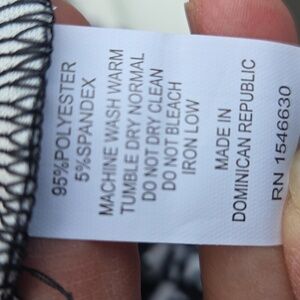 95%POLYESTER
5%SPANDEX
MACHINE WASH WARM
TUMBLE DRY NORMAL
DO NOT DRY CLEAN
DO NOT BLEACH
IRON LOW
MADE IN
DOMINICAN REPUBLIC
RN 1546630